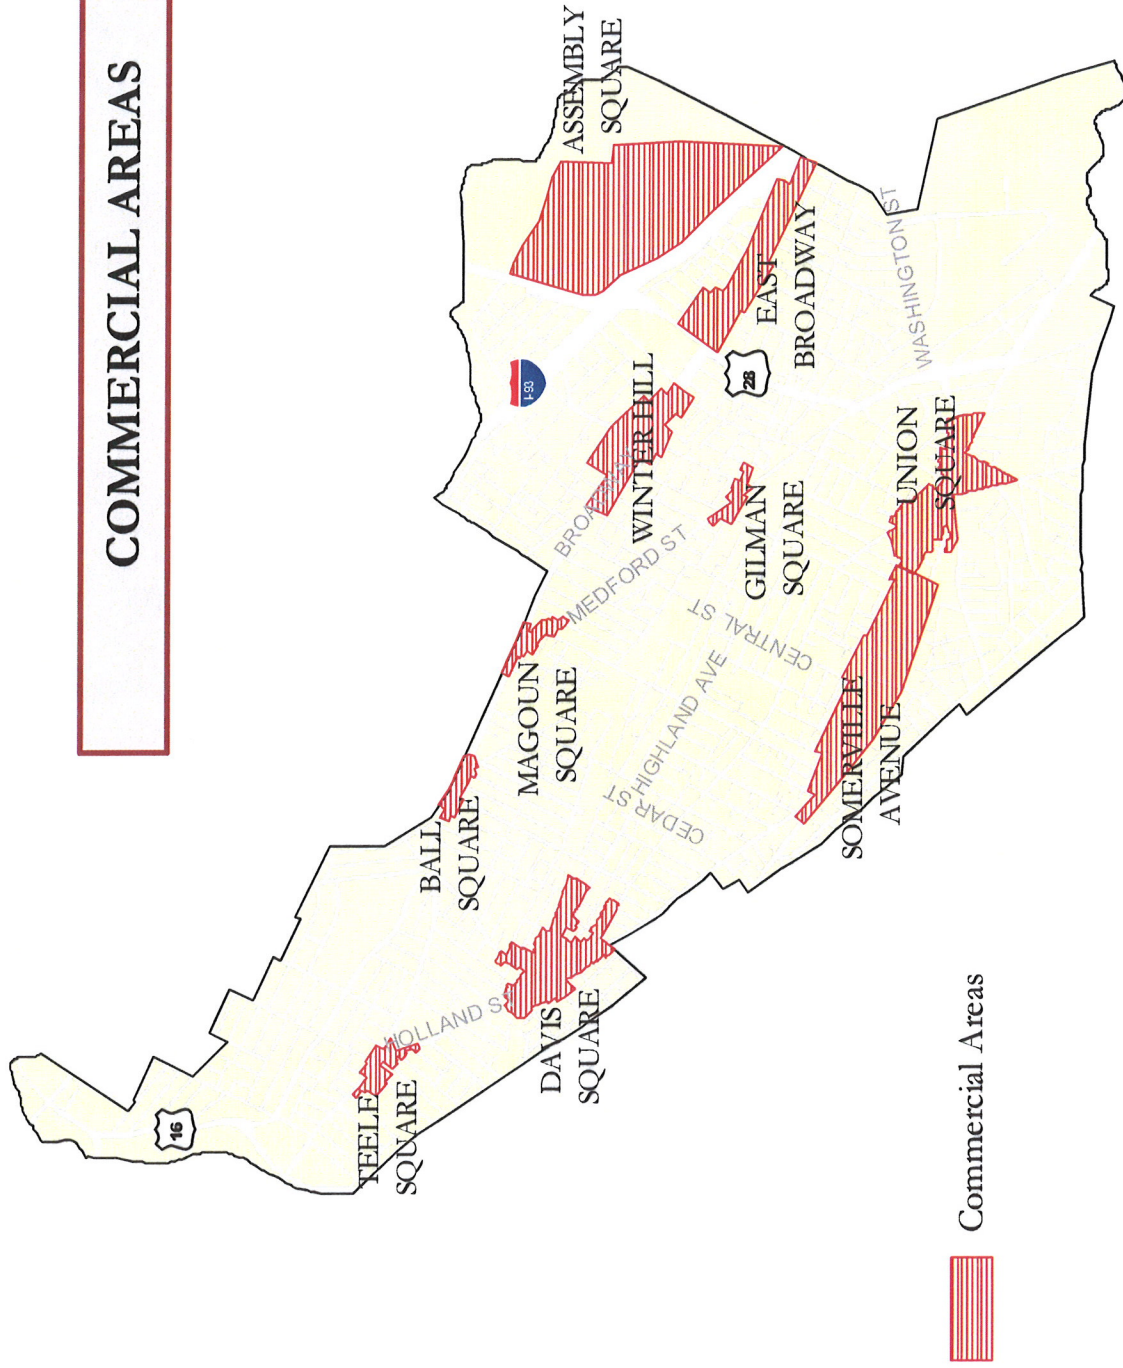 COMMERCIAL AREAS
16
TEELE
SQUARE
HOLLAND ST
DAVIS
SQUARE
BALL
SQUARE
MAGOUN
SQUARE
CEDAR ST
HIGHLAND AVE
CENTRAL ST
MEDFORD ST
BROADWAY
WINTER HILL
I-93
GILMAN
SQUARE
28
ASSEMBLY
SQUARE
EAST
BROADWAY
WASHINGTON ST
UNION
SQUARE
SOMERVILLE
AVENUE
Commercial Areas